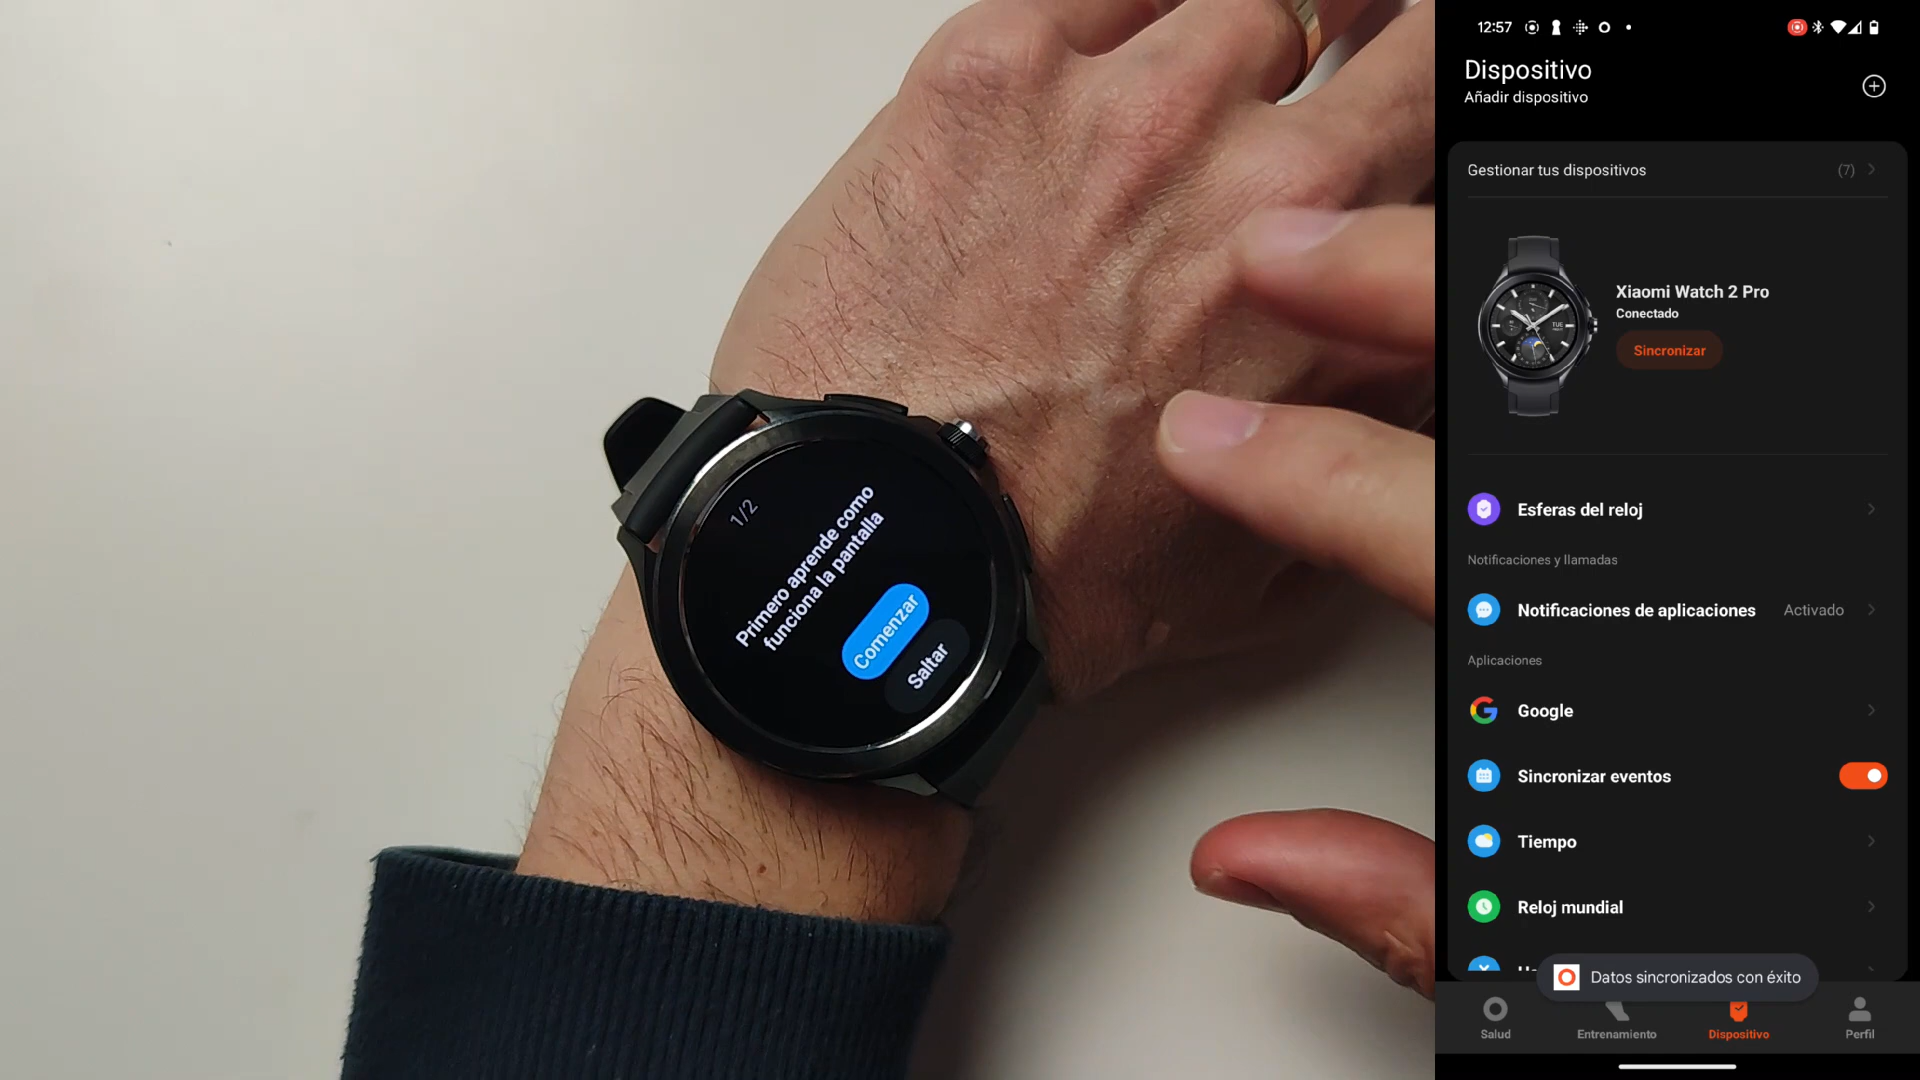 1/2
Primero aprende como
funciona la pantalla
Comenzar
Saltar
12:57
Dispositivo
Añadir dispositivo
Gestionar tus dispositivos (7)
Xiaomi Watch 2 Pro
Conectado
Sincronizar
Esferas del reloj
Notificaciones y llamadas
Notificaciones de aplicaciones Activado
Aplicaciones
Google
Sincronizar eventos
Tiempo
Reloj mundial
Datos sincronizados con éxito
Salud Entrenamiento Dispositivo Perfil